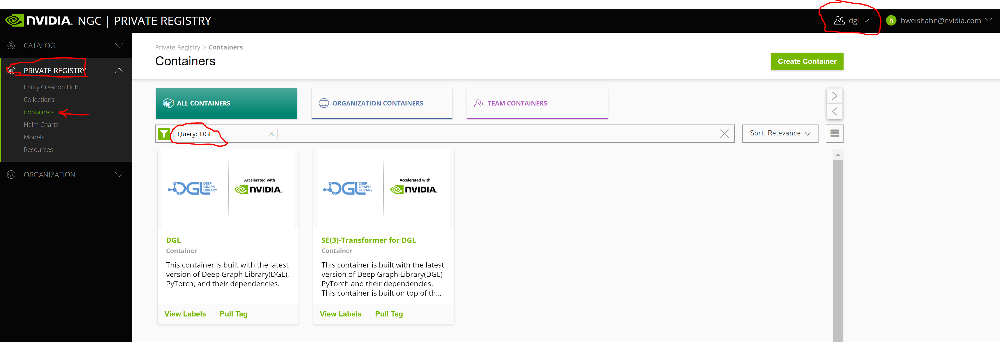 NVIDIA. NGC | PRIVATE REGISTRY
dgl
h hweishahn@nvidia.com
CATALOG
PRIVATE REGISTRY
Entity Creation Hub
Collections
Containers
Helm Charts
Models
Resources
ORGANIZATION
Private Registry > Containers
Containers
Create Container
ALL CONTAINERS
ORGANIZATION CONTAINERS
TEAM CONTAINERS
Query: DGL
Sort: Relevance
DGL DEEP GRAPH LIBRARY
Accelerated with
NVIDIA.
DGL
Container
This container is built with the latest
version of Deep Graph Library(DGL),
PyTorch, and their dependencies.
View Labels Pull Tag
DGL DEEP GRAPH LIBRARY
Accelerated with
NVIDIA.
SE(3)-Transformer for DGL
Container
This container is built with the latest
version of Deep Graph Library(DGL)
PyTorch and their dependencies.
This container is built on top of th...
View Labels Pull Tag